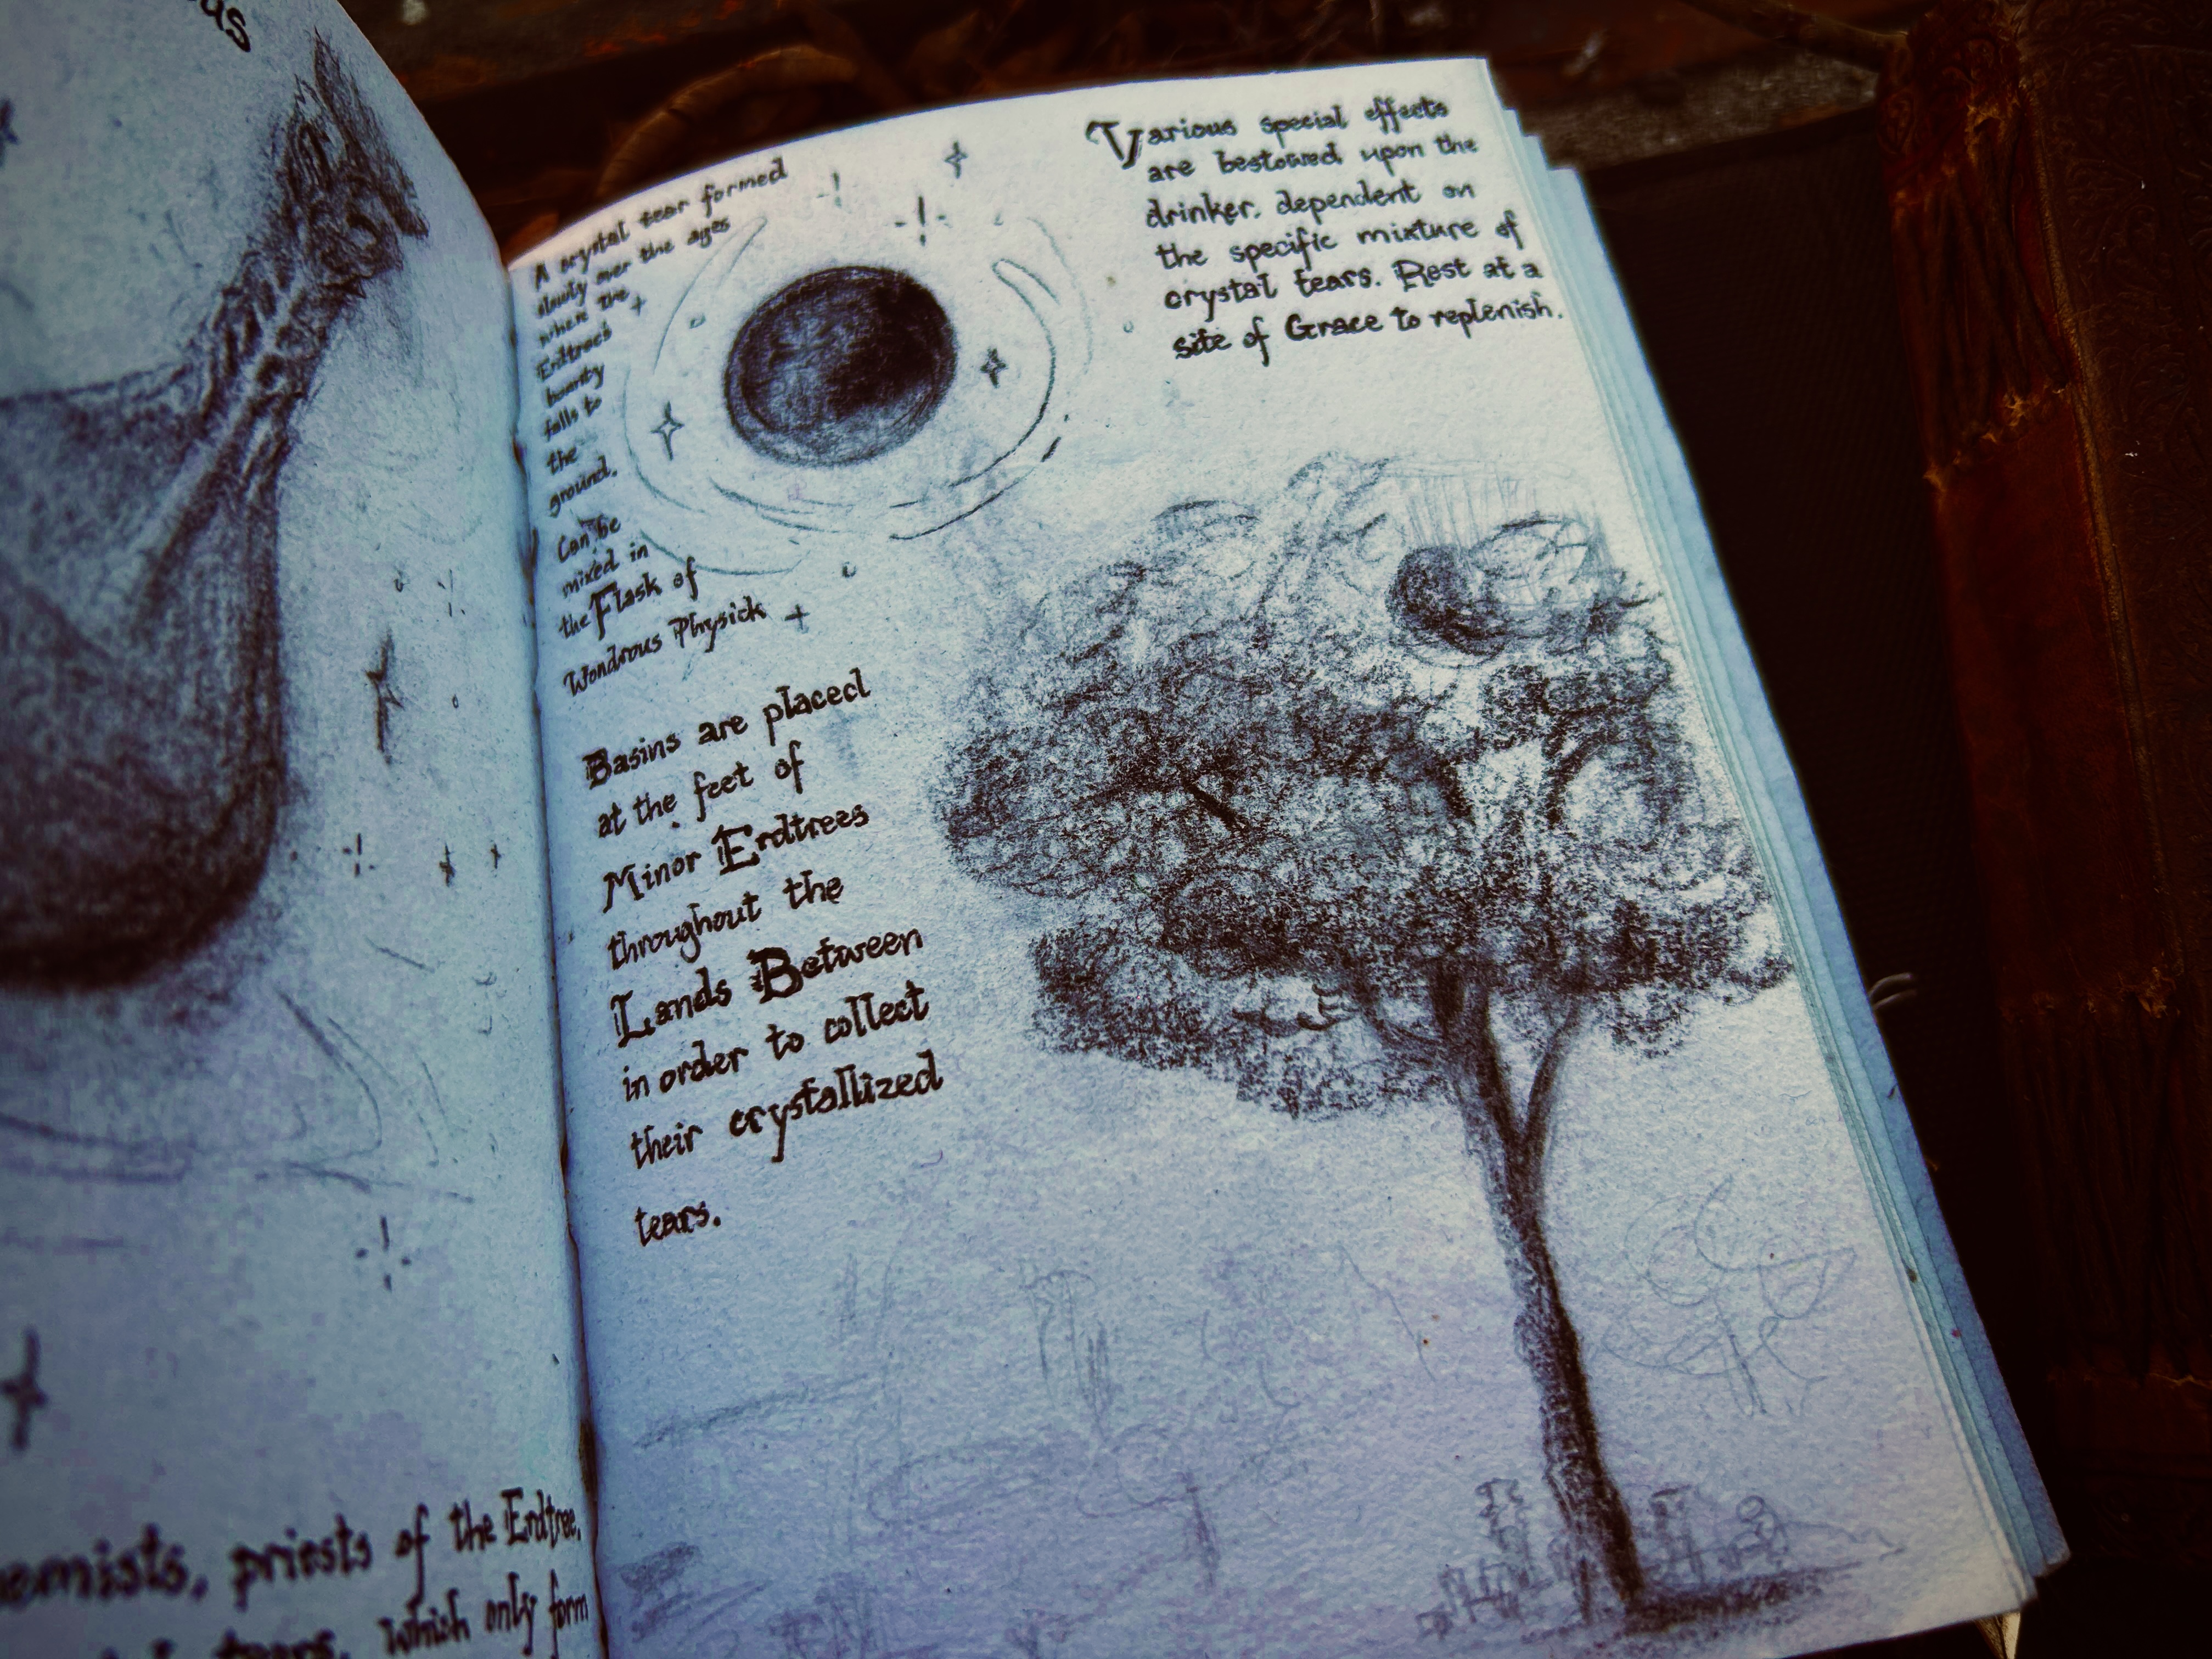 us
emists, priests of the Erdtree,
tears, which only form
A crystal tear formed
slowly over the ages
where the
Erdtree's
bounty
falls to
the
ground.
Can be
mixed in
the Flask of
Wondrous Physick
Various special effects
are bestowed upon the
drinker, dependent on
the specific mixture of
crystal tears. Rest at a
site of Grace to replenish.
Basins are placed
at the feet of
Minor Erdtrees
throughout the
Lands Between
in order to collect
their crystallized
tears.